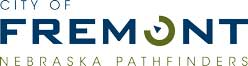 CITY OF
FREMONT
NEBRASKA PATHFINDERS